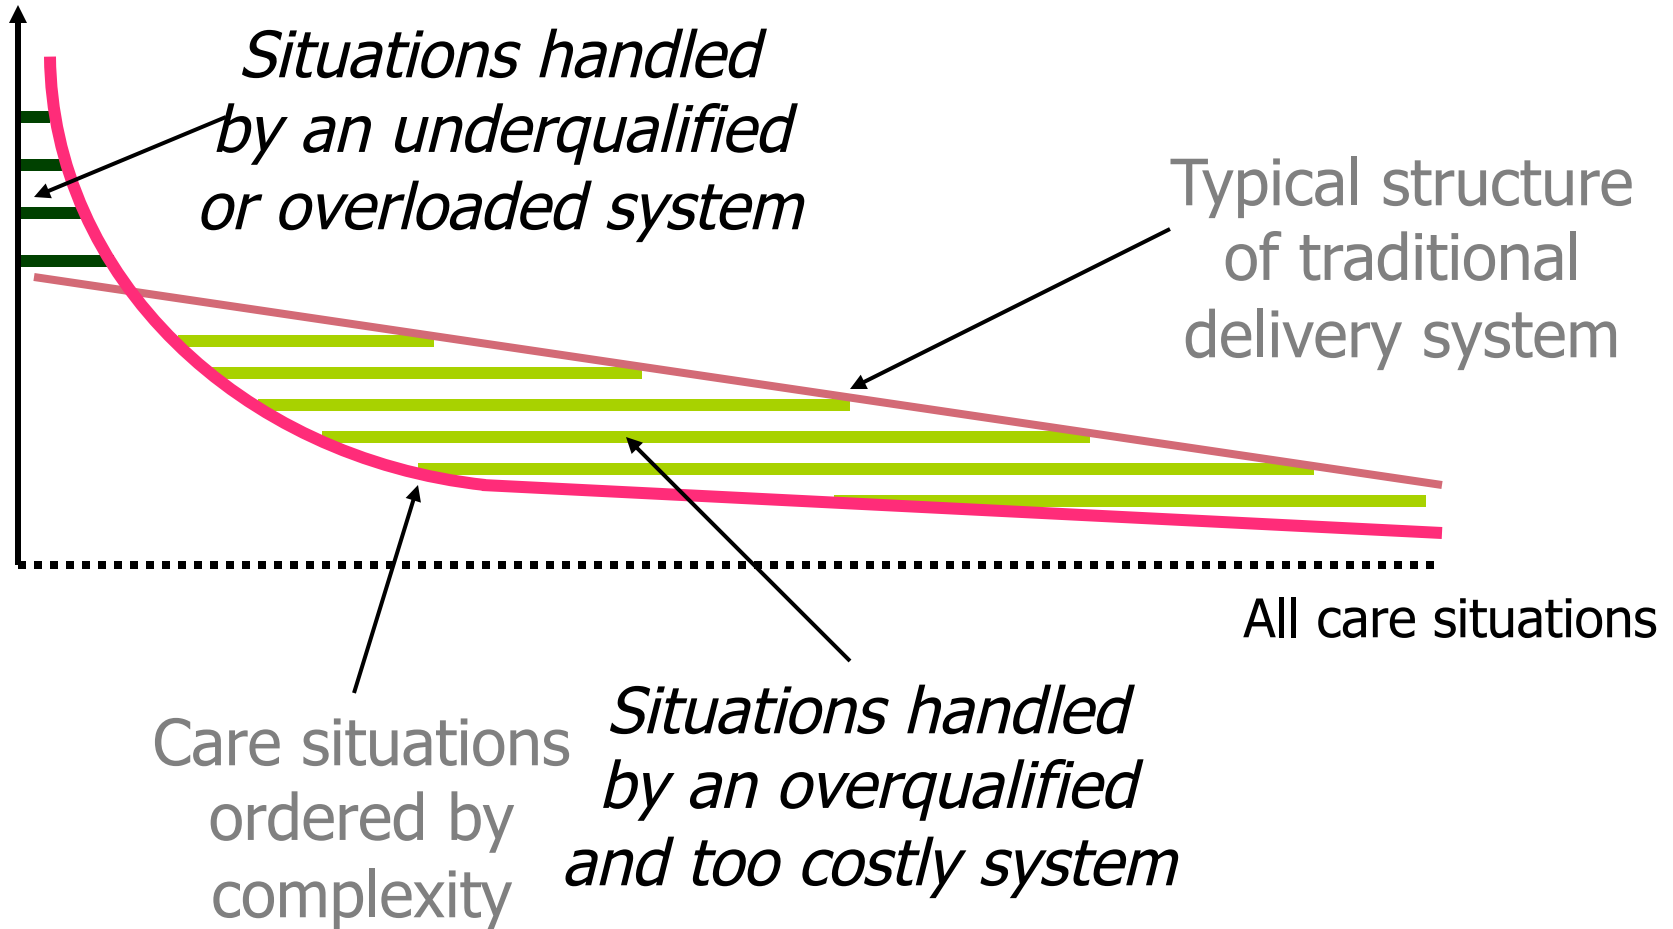 Situations handled
by an underqualified
or overloaded system
Typical structure
of traditional
delivery system
All care situations
Care situations
ordered by
complexity
Situations handled
by an overqualified
and too costly system